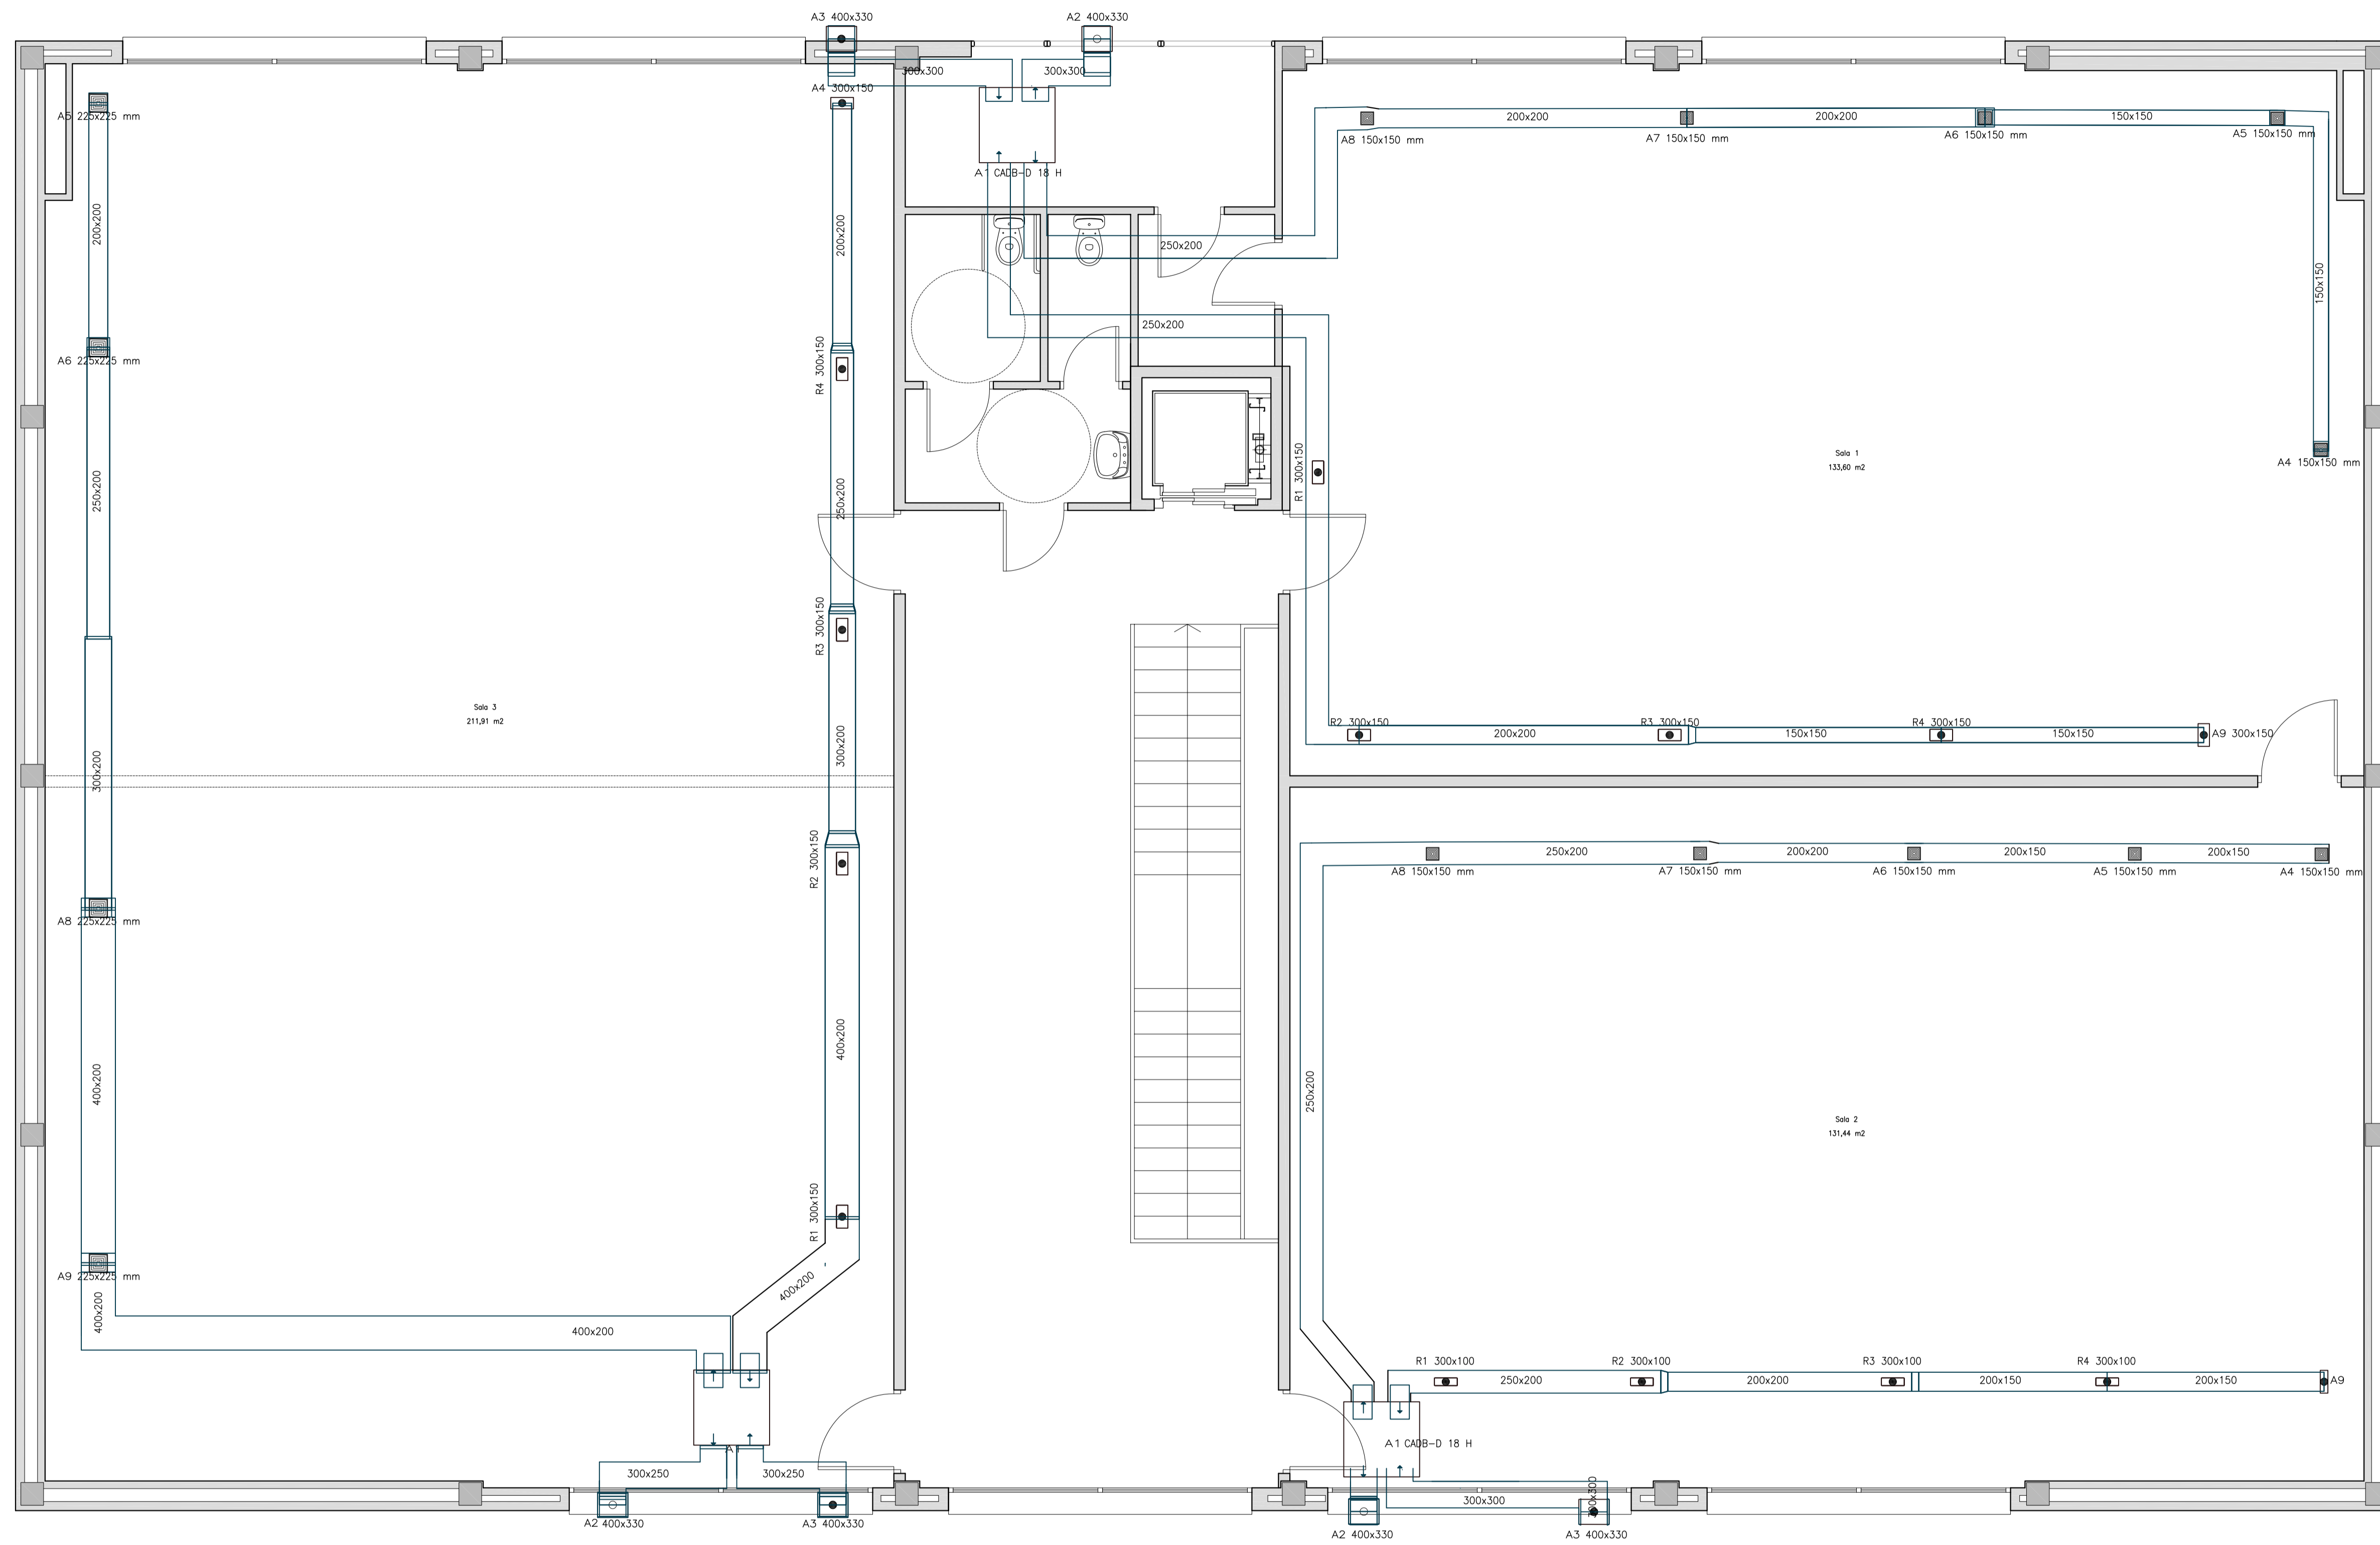 A3 400x330
A2 400x330
300x300
300x300
A4 300x150
A5 225x225 mm
A1 CADB-D 18 H
200x200
200x200
150x150
A8 150x150 mm
A7 150x150 mm
A6 150x150 mm
A5 150x150 mm
200x200
200x200
250x200
150x150
250x200
A6 225x225 mm
R4 300x150
250x200
250x200
R1 300x150
Sala 1
133,60 m2
A4 150x150 mm
R3 300x150
Sala 3
211,91 m2
300x200
300x200
R2 300x150
R3 300x150
R4 300x150
200x200
150x150
150x150
A9 300x150
R2 300x150
250x200
200x200
200x150
200x150
A8 150x150 mm
A7 150x150 mm
A6 150x150 mm
A5 150x150 mm
A4 150x150 mm
A8 225x225 mm
400x200
400x200
250x200
Sala 2
131,44 m2
R1 300x150
A9 225x225 mm
400x200
400x200
400x200
R1 300x100
R2 300x100
R3 300x100
R4 300x100
250x200
200x200
200x150
200x150
A9
A1 CADB-D 18 H
300x250
300x250
300x300
A2 400x330
A3 400x330
A2 400x330
A3 400x330